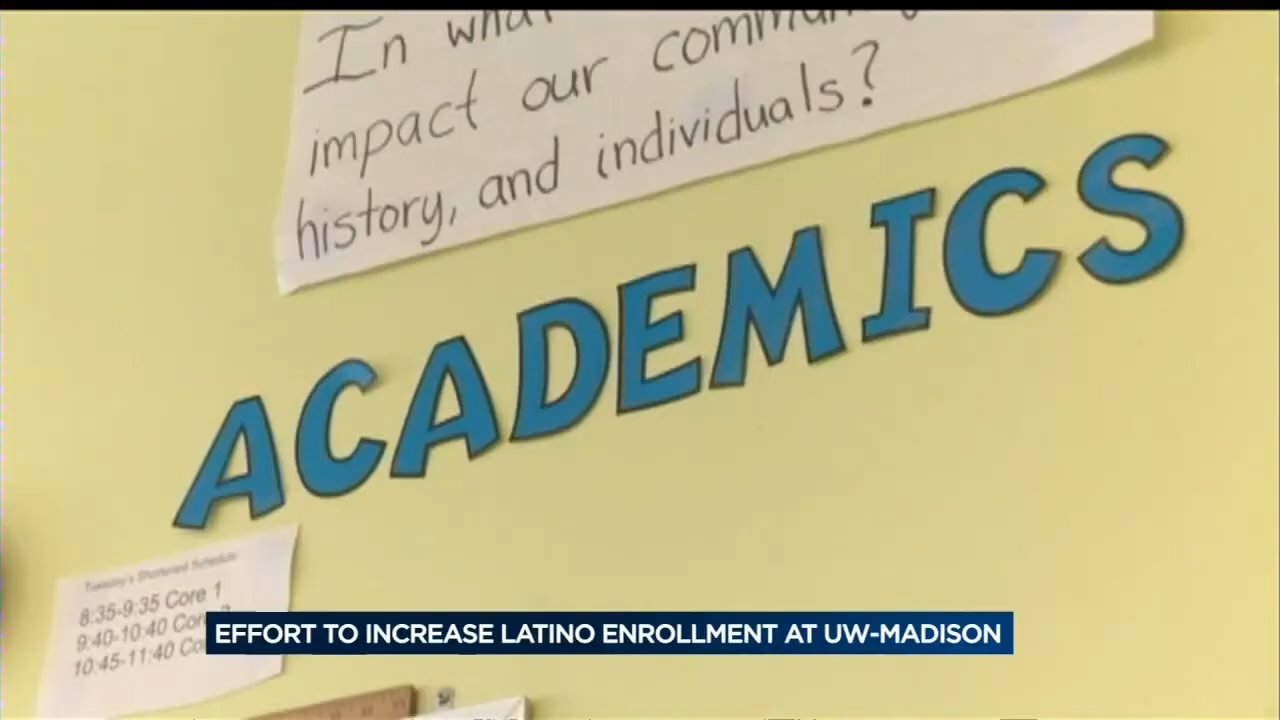 In what
impact our
history, and individuals?
ACADEMICS
Tuesday's Shortened Schedule
8:35-9:35 Core 1
9:40-10:40
10:45-11:40
EFFORT TO INCREASE LATINO ENROLLMENT AT UW-MADISON